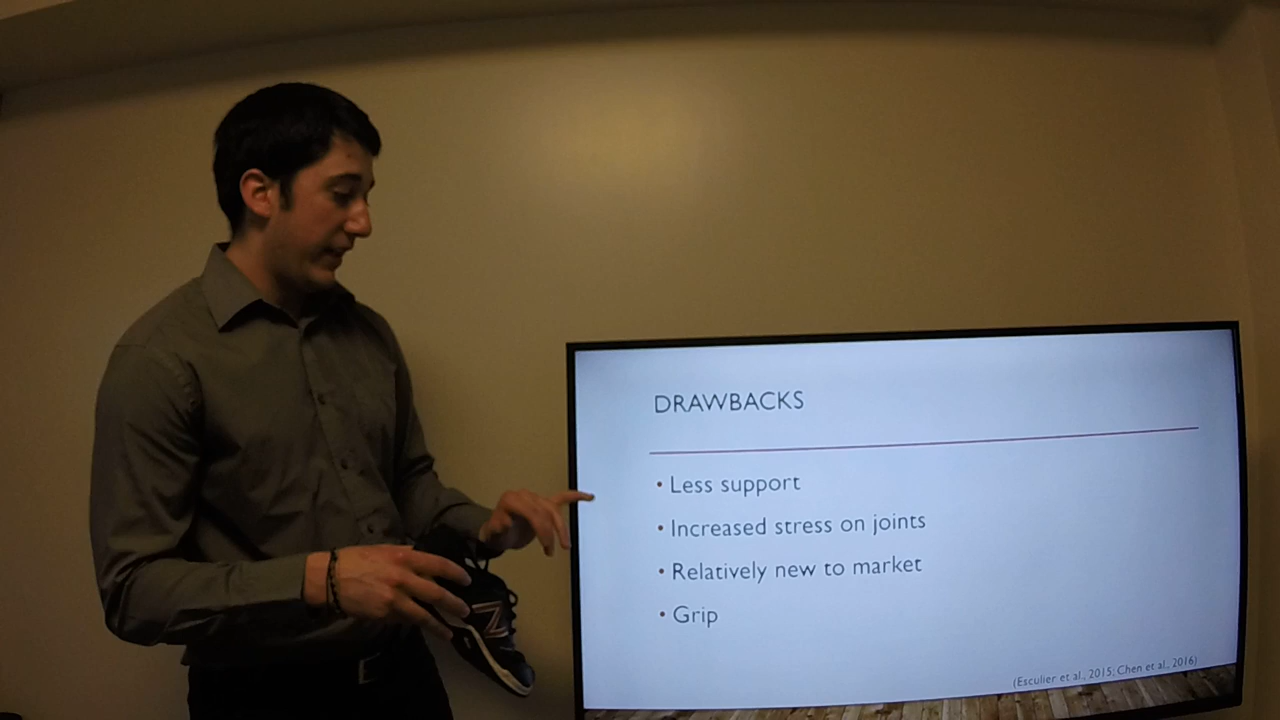 DRAWBACKS
• Less support
• Increased stress on joints
• Relatively new to market
• Grip
(Esculier et al., 2015; Chen et al., 2016)
N